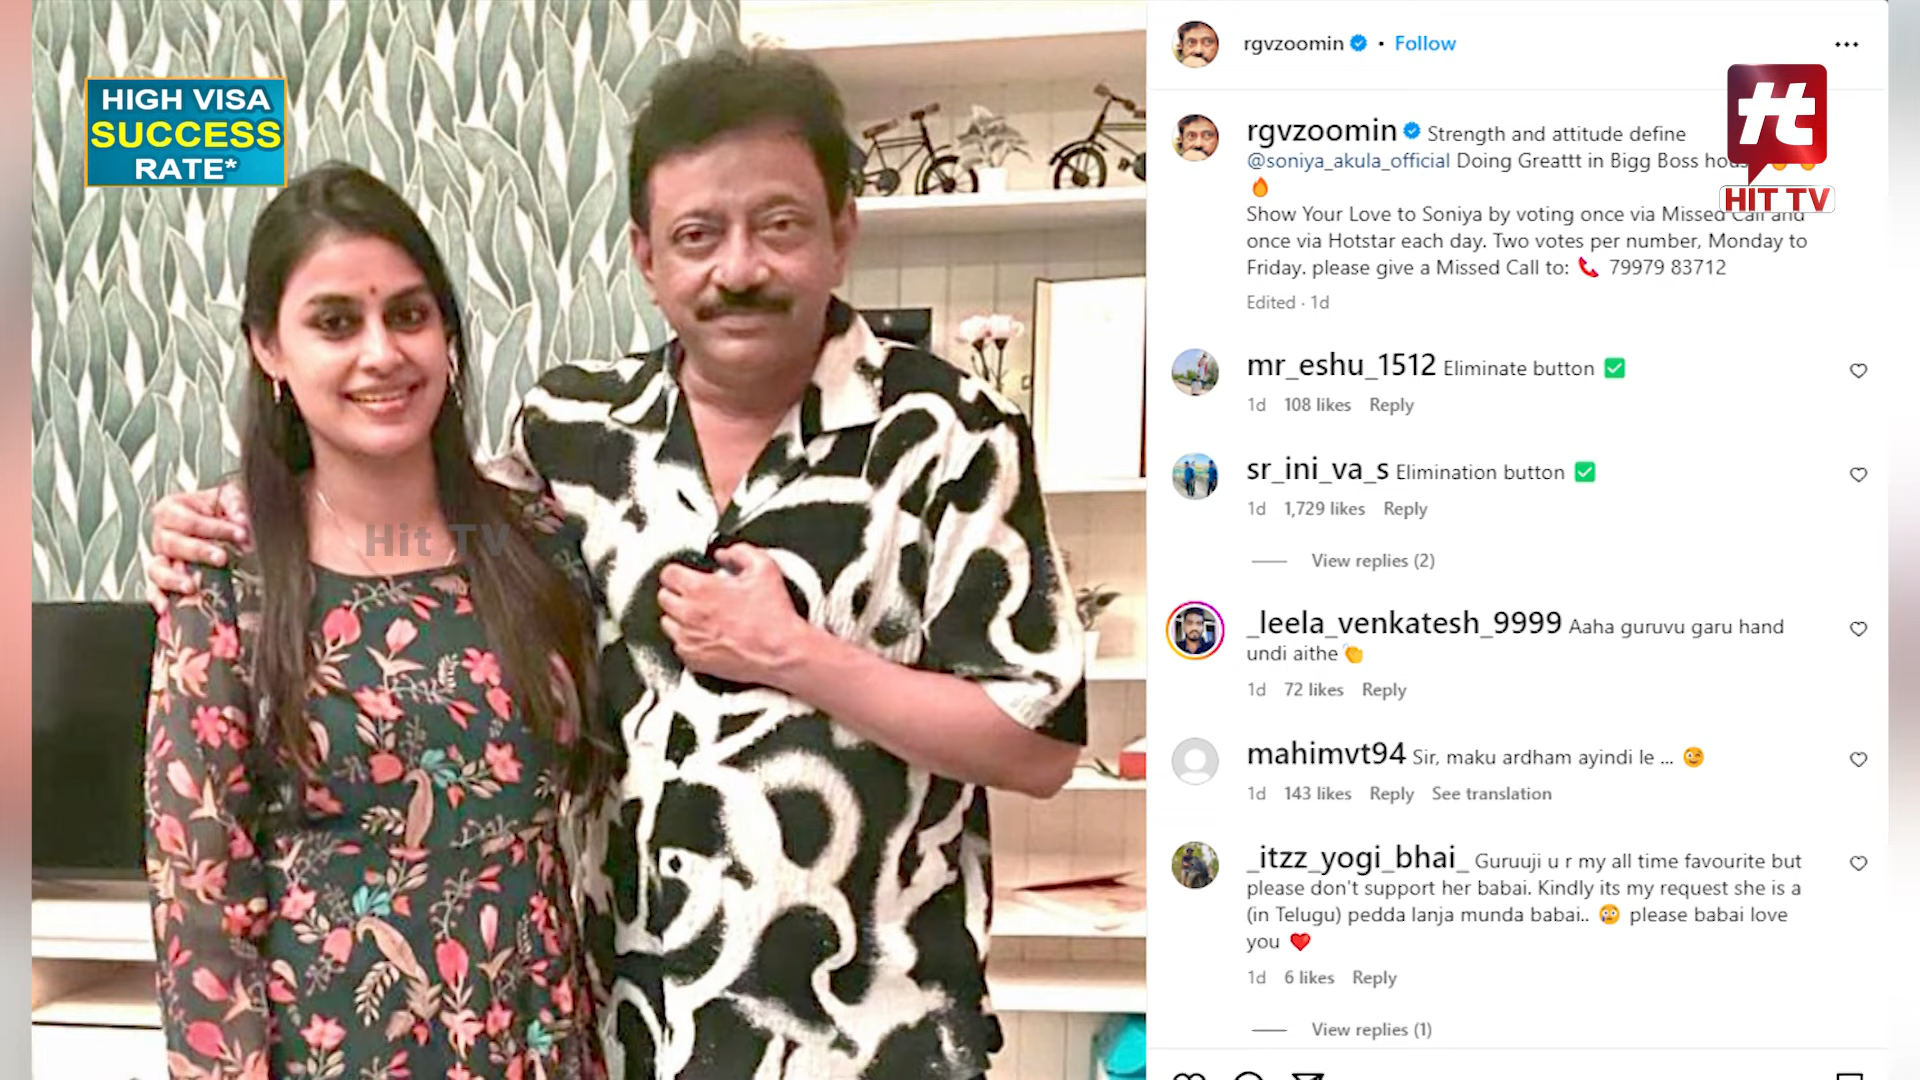 HIGH VISA
SUCCESS
RATE*
Hit TV
rgvzoomin • Follow
HIT TV
rgvzoomin Strength and attitude define
@soniya_akula_official Doing Greattt in Bigg Boss
🔥
Show Your Love to Soniya by voting once via Missed Call and
once via Hotstar each day. Two votes per number, Monday to
Friday. please give a Missed Call to: 📞 79979 83712
Edited · 1d
mr_eshu_1512 Eliminate button ✅
1d 108 likes Reply
sr_ini_va_s Elimination button ✅
1d 1,729 likes Reply
View replies (2)
_leela_venkatesh_9999 Aaha guruvu garu hand
undi aithe 👏
1d 72 likes Reply
mahimvt94 Sir, maku ardham ayindi le ... 😉
1d 143 likes Reply See translation
_itzz_yogi_bhai_ Guruuji u r my all time favourite but
please don't support her babai. Kindly its my request she is a
(in Telugu) pedda lanja munda babai.. 😢 please babai love
you ❤️
1d 6 likes Reply
View replies (1)